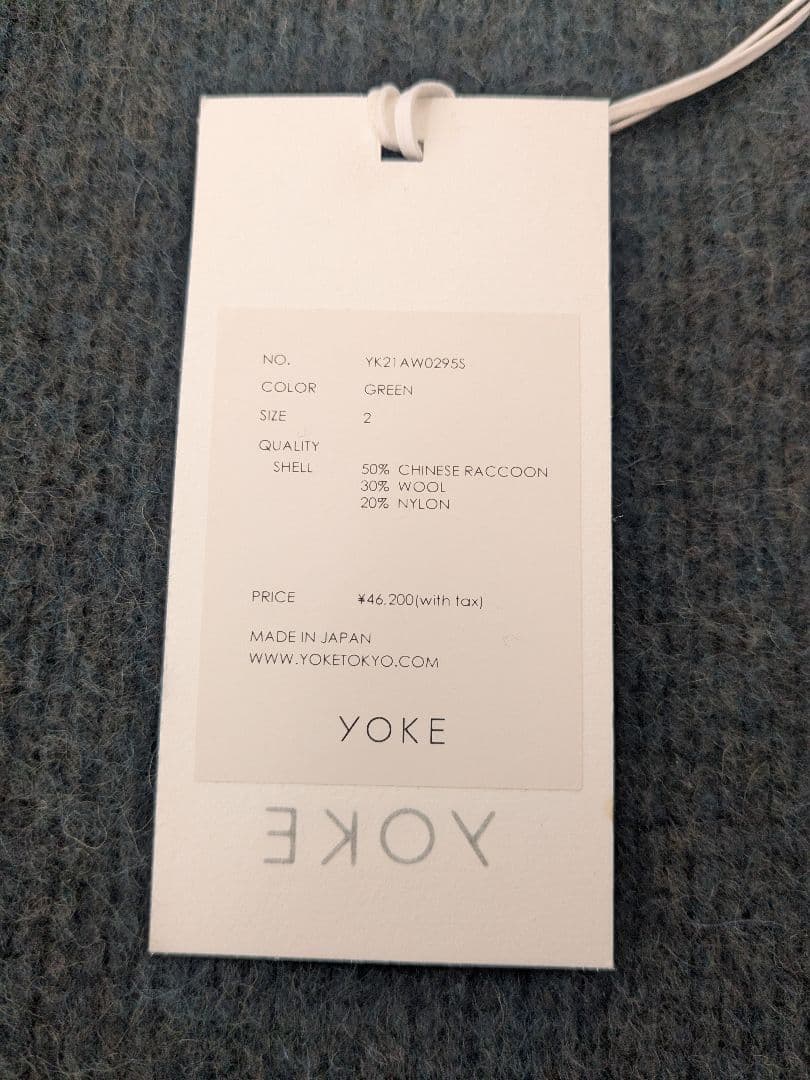 NO. YK21AW0295S
COLOR GREEN
SIZE 2
QUALITY
SHELL 50% CHINESE RACCOON
30% WOOL
20% NYLON
PRICE ¥46,200(with tax)
MADE IN JAPAN
WWW.YOKETOKYO.COM
YOKE
YOKE